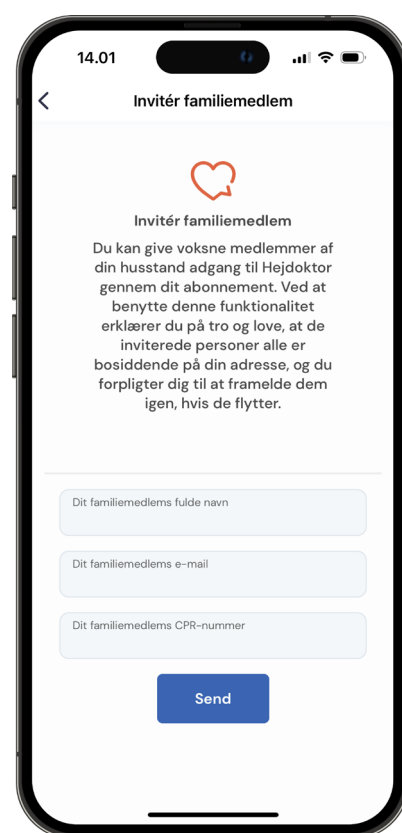 14.01
Invitér familiemedlem
Invitér familiemedlem
Du kan give voksne medlemmer af
din husstand adgang til Hejdoktor
gennem dit abonnement. Ved at
benytte denne funktionalitet
erklærer du på tro og love, at de
inviterede personer alle er
bosiddende på din adresse, og du
forpligter dig til at framelde dem
igen, hvis de flytter.
Dit familiemedlems fulde navn
Dit familiemedlems e-mail
Dit familiemedlems CPR-nummer
Send